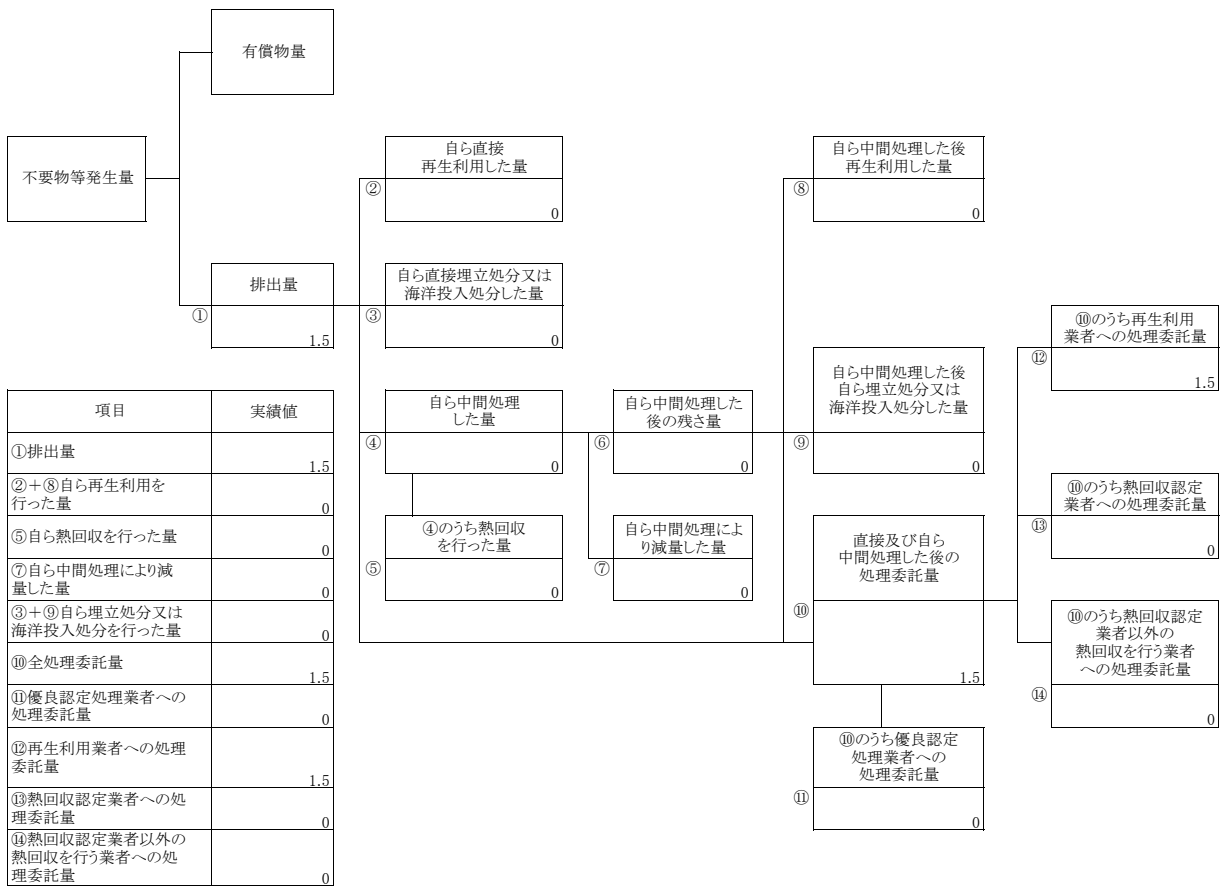 有償物量
不要物等発生量
自ら直接
再生利用した量
②
0
自ら中間処理した後
再生利用した量
⑧
0
排出量
①
1.5
自ら直接埋立処分又は
海洋投入処分した量
③
0
⑩のうち再生利用
業者への処理委託量
⑫
1.5
自ら中間処理
した量
④
0
自ら中間処理した
後の残さ量
⑥
0
自ら中間処理した後
自ら埋立処分又は
海洋投入処分した量
⑨
0
⑩のうち熱回収認定
業者への処理委託量
⑬
0
④のうち熱回収
を行った量
⑤
0
自ら中間処理によ
り減量した量
⑦
0
直接及び自ら
中間処理した後の
処理委託量
⑩
1.5
⑩のうち熱回収認定
業者以外の
熱回収を行う業者
への処理委託量
⑭
0
⑩のうち優良認定
処理業者への
処理委託量
⑪
0
項目 実績値
①排出量
1.5
②＋⑧自ら再生利用を
行った量
0
⑤自ら熱回収を行った量
0
⑦自ら中間処理により減
量した量
0
③＋⑨自ら埋立処分又は
海洋投入処分を行った量
0
⑩全処理委託量
1.5
⑪優良認定処理業者への
処理委託量
0
⑫再生利用業者への処理
委託量
1.5
⑬熱回収認定業者への処
理委託量
0
⑭熱回収認定業者以外の
熱回収を行う業者への処
理委託量
0